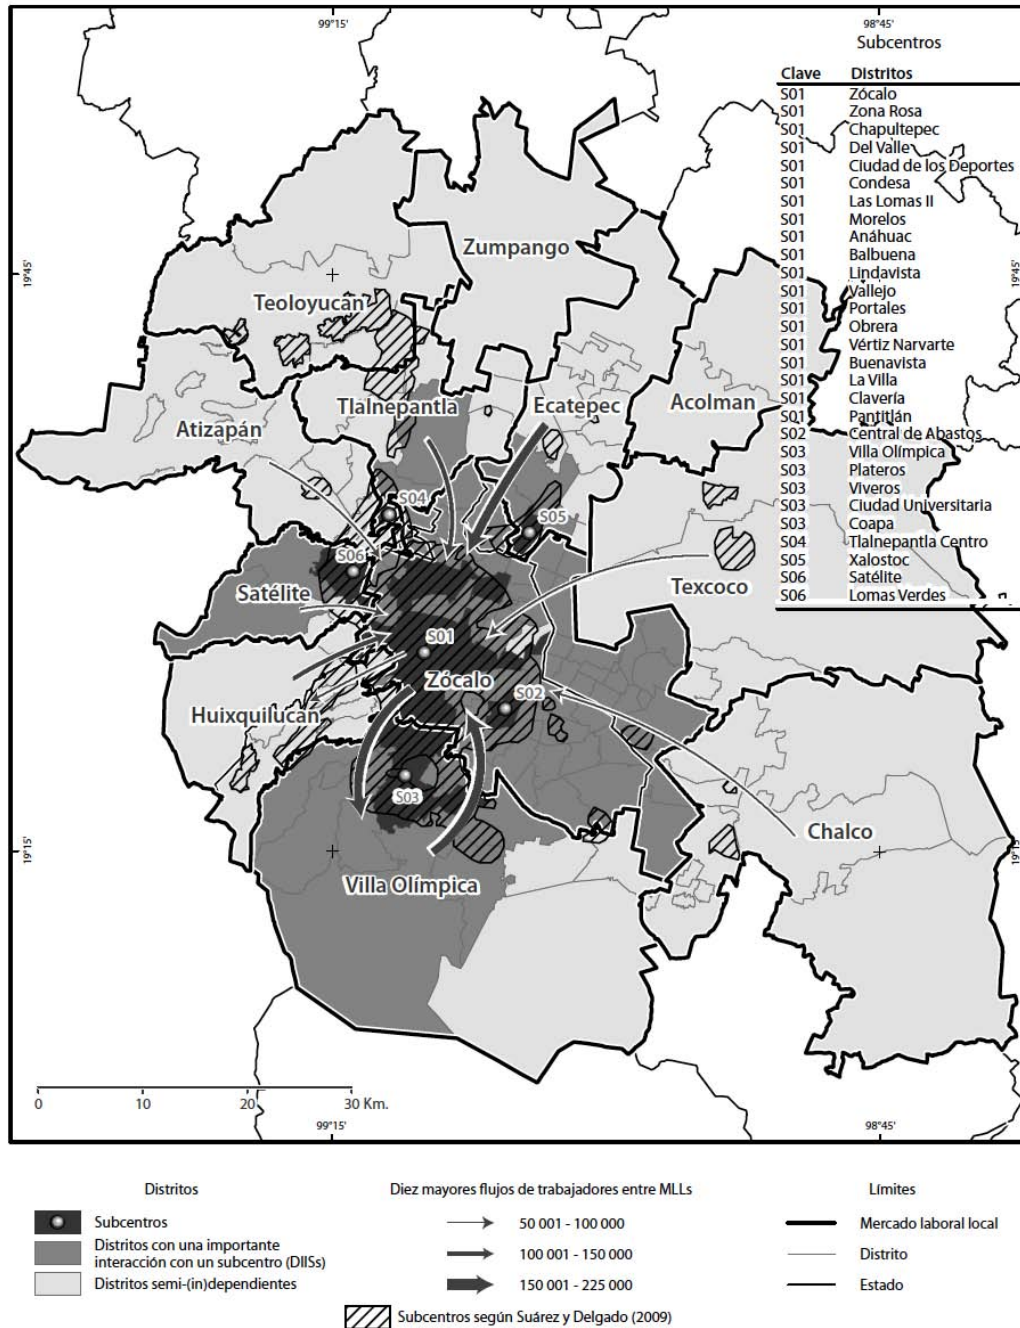 99°15'
98°45'
Subcentros
Clave Distritos
S01 Zócalo
S01 Zona Rosa
S01 Chapultepec
S01 Del Valle
S01 Ciudad de los Deportes
S01 Condesa
S01 Las Lomas II
S01 Morelos
S01 Anáhuac
S01 Balbuena
S01 Lindavista
S01 Vallejo
S01 Portales
S01 Obrera
S01 Vértiz Narvarte
S01 Buenavista
S01 La Villa
S01 Clavería
S01 Pantitlán
S02 Central de Abastos
S03 Villa Olímpica
S03 Plateros
S03 Viveros
S03 Ciudad Universitaria
S03 Coapa
S04 Tlalnepantla Centro
S05 Xalostoc
S06 Satélite
S06 Lomas Verdes
19°45'
19°45'
Zumpango
Teoloyucan
Tlalnepantla
Ecatepec
Acolman
Atizapán
S04
S05
S06
Satélite
Texcoco
S01
Zócalo
S02
Huixquilucan
S03
Chalco
19°15'
19°15'
Villa Olímpica
0 10 20 30 Km.
99°15'
98°45'
Distritos
Subcentros
Distritos con una importante
interacción con un subcentro (DIISs)
Distritos semi-(in)dependientes
Diez mayores flujos de trabajadores entre MLLs
50 001 - 100 000
100 001 - 150 000
150 001 - 225 000
Límites
Mercado laboral local
Distrito
Estado
Subcentros según Suárez y Delgado (2009)